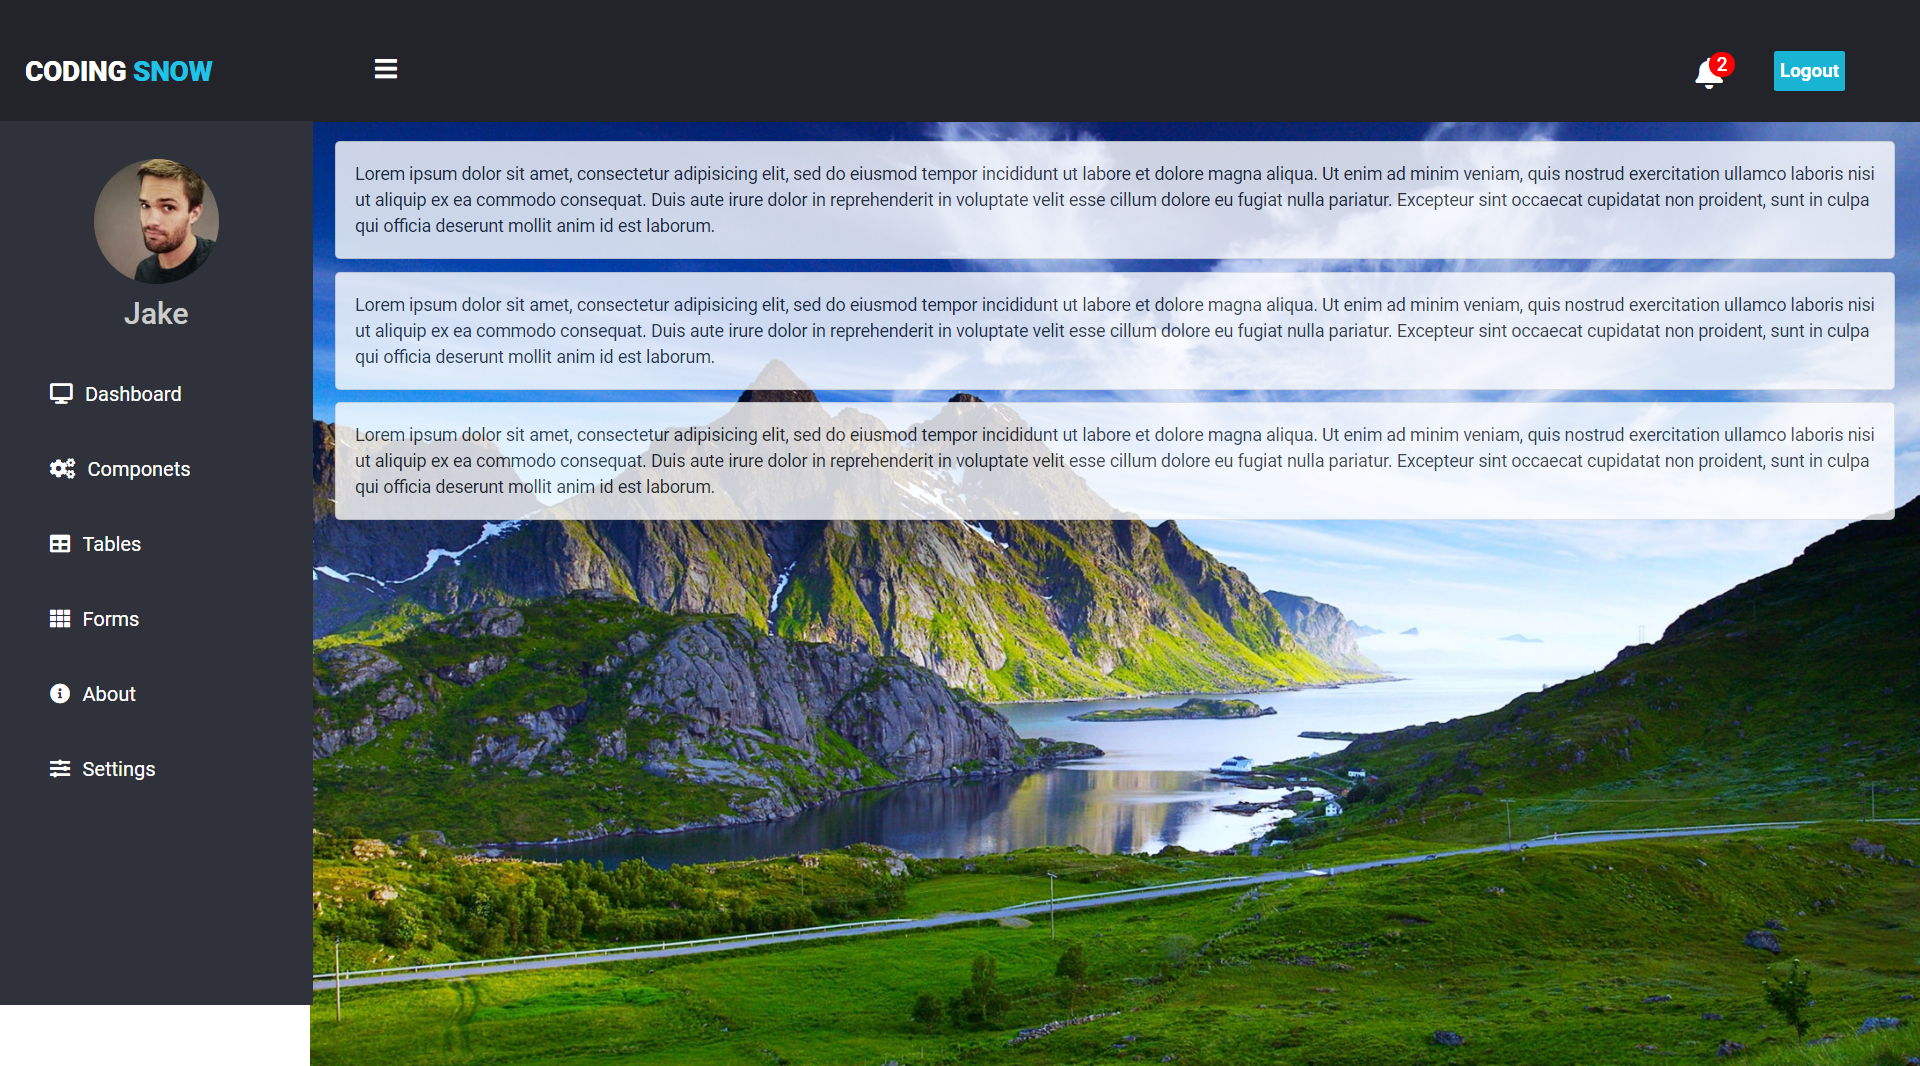 CODING SNOW
2
Logout
Jake
Dashboard
Componets
Tables
Forms
About
Settings
Lorem ipsum dolor sit amet, consectetur adipisicing elit, sed do eiusmod tempor incididunt ut labore et dolore magna aliqua. Ut enim ad minim veniam, quis nostrud exercitation ullamco laboris nisi
ut aliquip ex ea commodo consequat. Duis aute irure dolor in reprehenderit in voluptate velit esse cillum dolore eu fugiat nulla pariatur. Excepteur sint occaecat cupidatat non proident, sunt in culpa
qui officia deserunt mollit anim id est laborum.
Lorem ipsum dolor sit amet, consectetur adipisicing elit, sed do eiusmod tempor incididunt ut labore et dolore magna aliqua. Ut enim ad minim veniam, quis nostrud exercitation ullamco laboris nisi
ut aliquip ex ea commodo consequat. Duis aute irure dolor in reprehenderit in voluptate velit esse cillum dolore eu fugiat nulla pariatur. Excepteur sint occaecat cupidatat non proident, sunt in culpa
qui officia deserunt mollit anim id est laborum.
Lorem ipsum dolor sit amet, consectetur adipisicing elit, sed do eiusmod tempor incididunt ut labore et dolore magna aliqua. Ut enim ad minim veniam, quis nostrud exercitation ullamco laboris nisi
ut aliquip ex ea commodo consequat. Duis aute irure dolor in reprehenderit in voluptate velit esse cillum dolore eu fugiat nulla pariatur. Excepteur sint occaecat cupidatat non proident, sunt in culpa
qui officia deserunt mollit anim id est laborum.